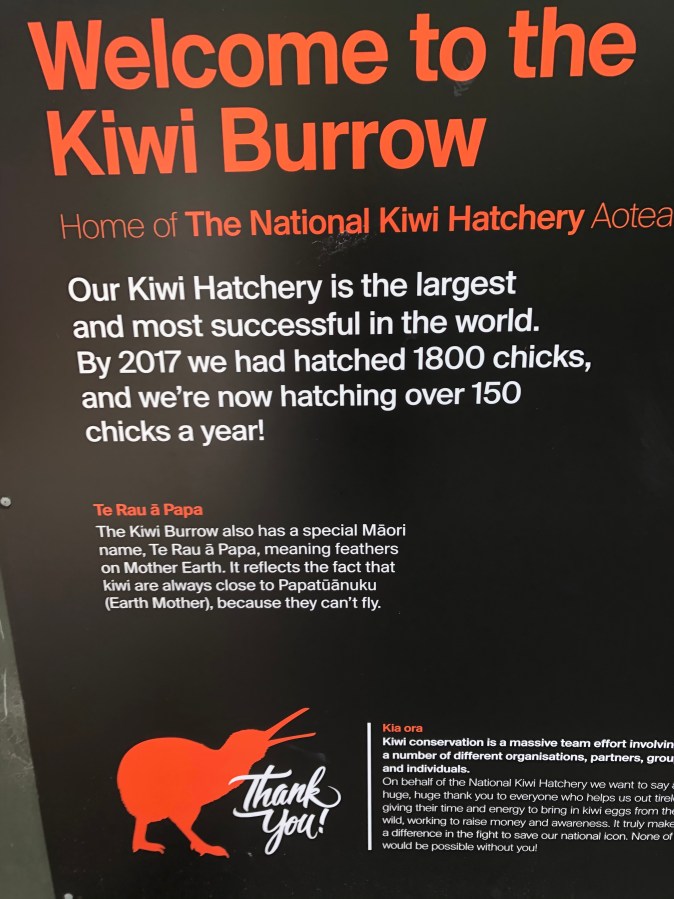 Welcome to the
Kiwi Burrow
Home of The National Kiwi Hatchery Aotea
Our Kiwi Hatchery is the largest
and most successful in the world.
By 2017 we had hatched 1800 chicks,
and we're now hatching over 150
chicks a year!
Te Rau ā Papa
The Kiwi Burrow also has a special Māori
name, Te Rau ā Papa, meaning feathers
on Mother Earth. It reflects the fact that
kiwi are always close to Papatūānuku
(Earth Mother), because they can't fly.
Thank
You!
Kia ora
Kiwi conservation is a massive team effort involvin
a number of different organisations, partners, grou
and individuals.
On behalf of the National Kiwi Hatchery we want to say a
huge, huge thank you to everyone who helps us out tirel
giving their time and energy to bring in kiwi eggs from the
wild, working to raise money and awareness. It truly make
a difference in the fight to save our national icon. None of
would be possible without you!